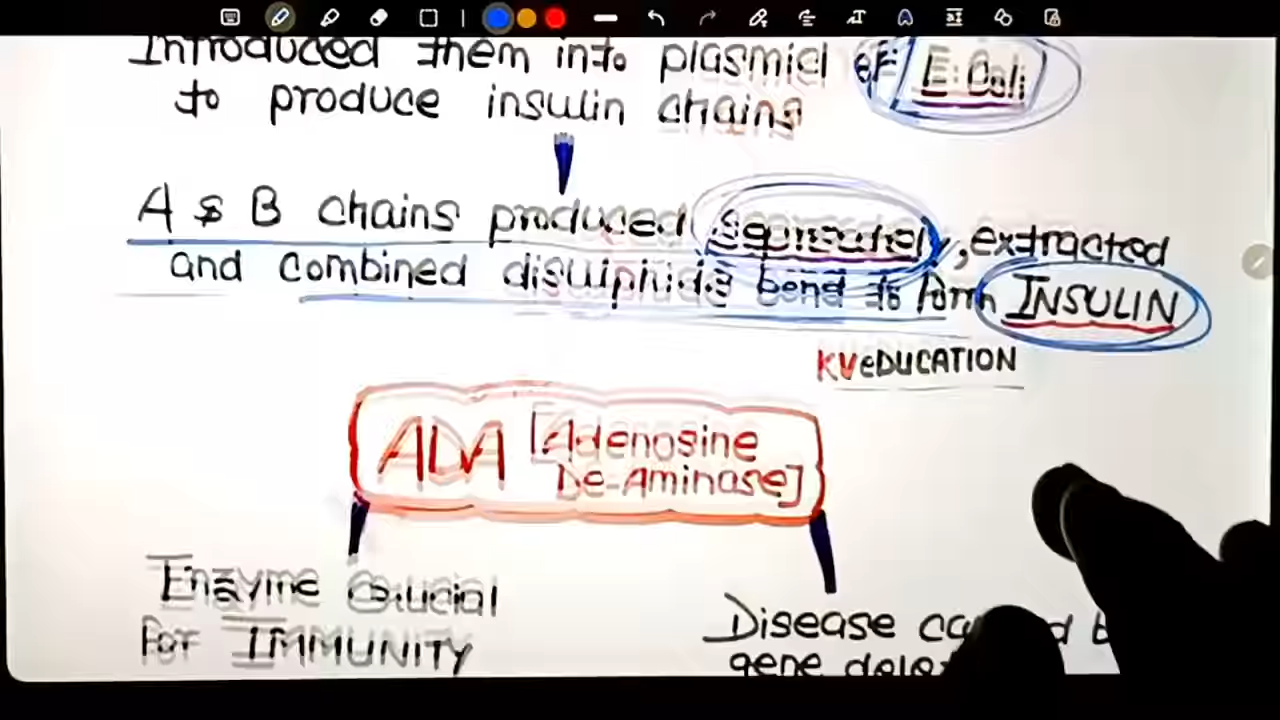 Introduced them into plasmid of E. Coli
to produce insulin chains
A & B chains produced separately, extracted
and combined disulphide bond to form INSULIN
KVeDUCATION
ADA [Adenosine
De-Aminase]
Enzyme Crucial
For IMMUNITY
Disease
gene